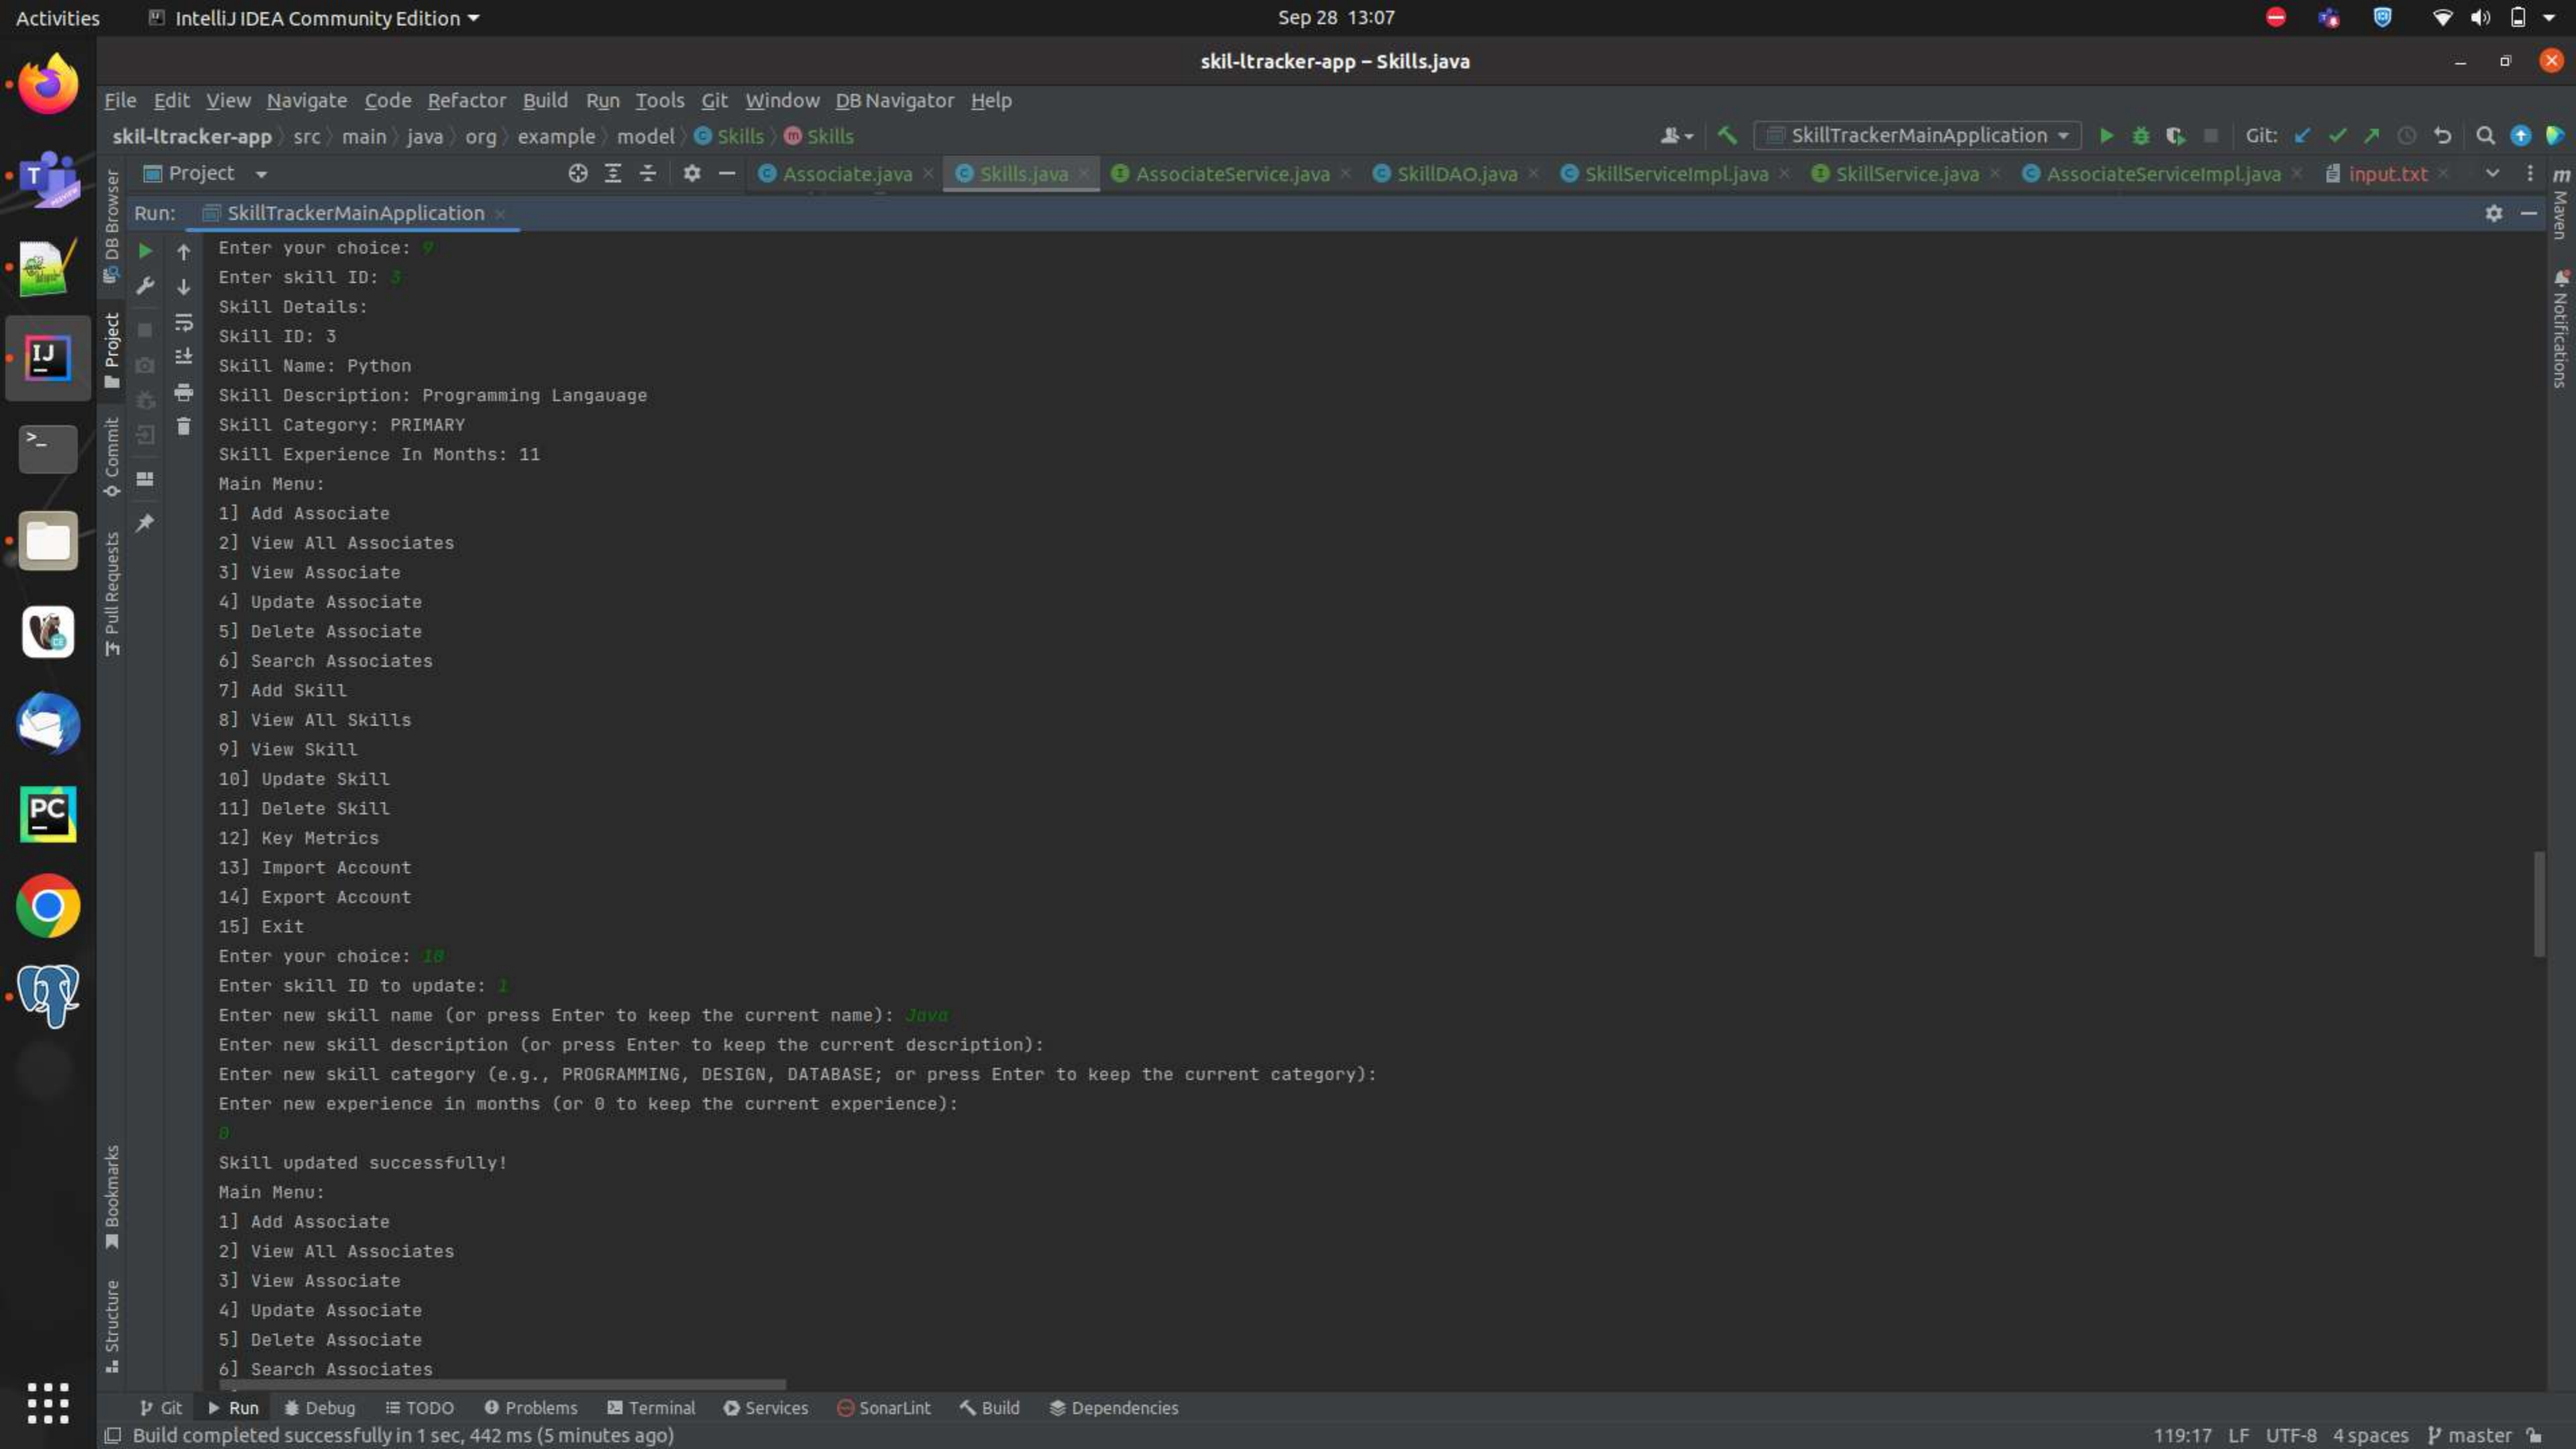 Activities IntelliJ IDEA Community Edition Sep 28 13:07
skil-ltracker-app – Skills.java
File Edit View Navigate Code Refactor Build Run Tools Git Window DB Navigator Help
skil-ltracker-app src main java org example model Skills Skills SkillTrackerMainApplication Git:
Project Associate.java Skills.java AssociateService.java SkillDAO.java SkillServiceImpl.java SkillService.java AssociateServiceImpl.java input.txt
Run: SkillTrackerMainApplication
DB Browser
Project
Commit
Pull Requests
Bookmarks
Structure
Maven
Notifications
Enter your choice: 9
Enter skill ID: 3
Skill Details:
Skill ID: 3
Skill Name: Python
Skill Description: Programming Langauage
Skill Category: PRIMARY
Skill Experience In Months: 11
Main Menu:
1] Add Associate
2] View All Associates
3] View Associate
4] Update Associate
5] Delete Associate
6] Search Associates
7] Add Skill
8] View All Skills
9] View Skill
10] Update Skill
11] Delete Skill
12] Key Metrics
13] Import Account
14] Export Account
15] Exit
Enter your choice: 10
Enter skill ID to update: 1
Enter new skill name (or press Enter to keep the current name): Java
Enter new skill description (or press Enter to keep the current description):
Enter new skill category (e.g., PROGRAMMING, DESIGN, DATABASE; or press Enter to keep the current category):
Enter new experience in months (or 0 to keep the current experience):
0
Skill updated successfully!
Main Menu:
1] Add Associate
2] View All Associates
3] View Associate
4] Update Associate
5] Delete Associate
6] Search Associates
Git Run Debug TODO Problems Terminal Services SonarLint Build Dependencies
Build completed successfully in 1 sec, 442 ms (5 minutes ago) 119:17 LF UTF-8 4 spaces master